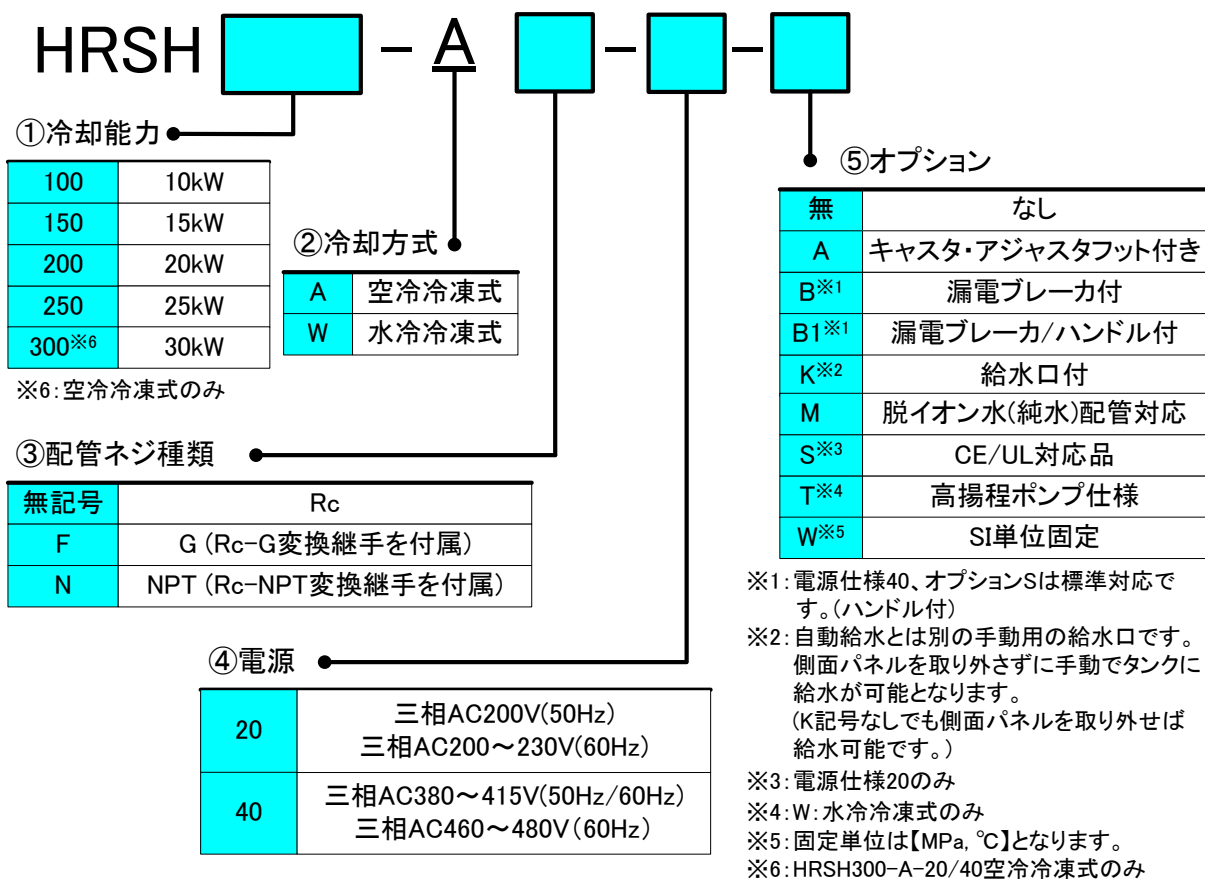 HRSH - A - -
①冷却能力
100 10kW
150 15kW
200 20kW
250 25kW
300※6 30kW
※6:空冷冷凍式のみ
②冷却方式
A 空冷冷凍式
W 水冷冷凍式
③配管ネジ種類
無記号 Rc
F G (Rc-G変換継手を付属)
N NPT (Rc-NPT変換継手を付属)
④電源
20 三相AC200V(50Hz)
三相AC200~230V(60Hz)
40 三相AC380~415V(50Hz/60Hz)
三相AC460~480V(60Hz)
⑤オプション
無 なし
A キャスタ・アジャスタフット付き
B※1 漏電ブレーカ付
B1※1 漏電ブレーカ/ハンドル付
K※2 給水口付
M 脱イオン水(純水)配管対応
S※3 CE/UL対応品
T※4 高揚程ポンプ仕様
W※5 SI単位固定
※1:電源仕様40、オプションSは標準対応で
す。(ハンドル付)
※2:自動給水とは別の手動用の給水口です。
側面パネルを取り外さずに手動でタンクに
給水が可能となります。
(K記号なしでも側面パネルを取り外せば
給水可能です。)
※3:電源仕様20のみ
※4:W:水冷冷凍式のみ
※5:固定単位は【MPa, ℃】となります。
※6:HRSH300-A-20/40空冷冷凍式のみ